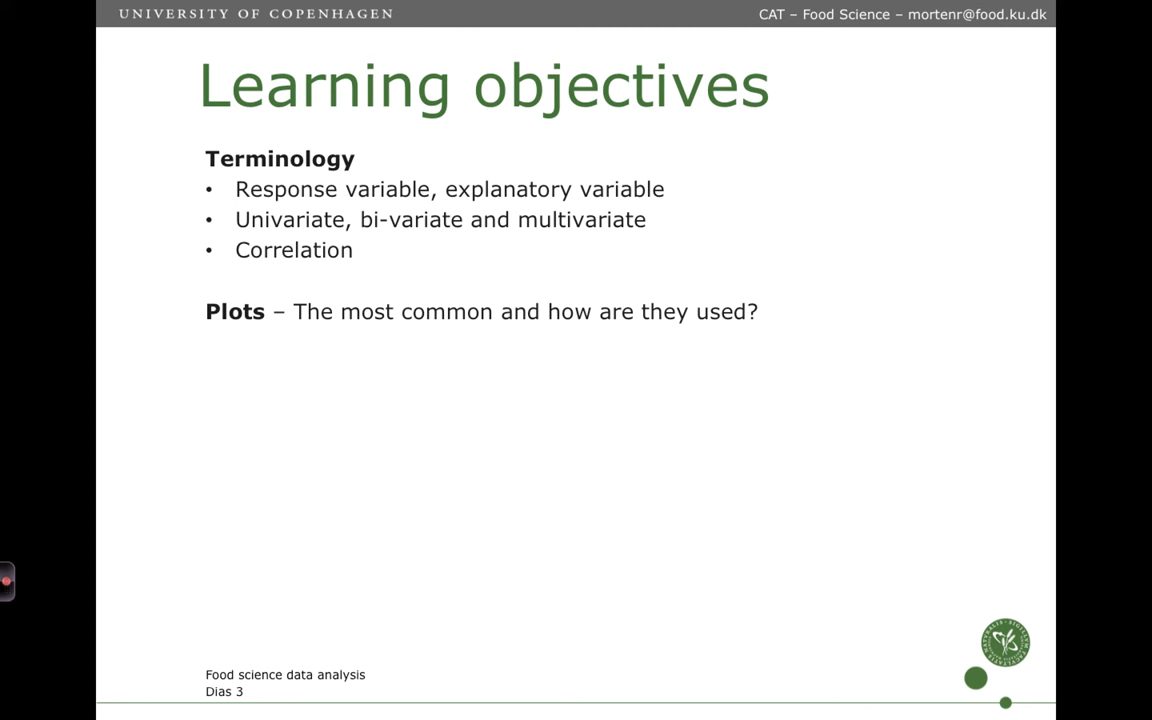 UNIVERSITY OF COPENHAGEN
CAT – Food Science – mortenr@food.ku.dk
Learning objectives
Terminology
• Response variable, explanatory variable
• Univariate, bi-variate and multivariate
• Correlation
Plots – The most common and how are they used?
Food science data analysis
Dias 3